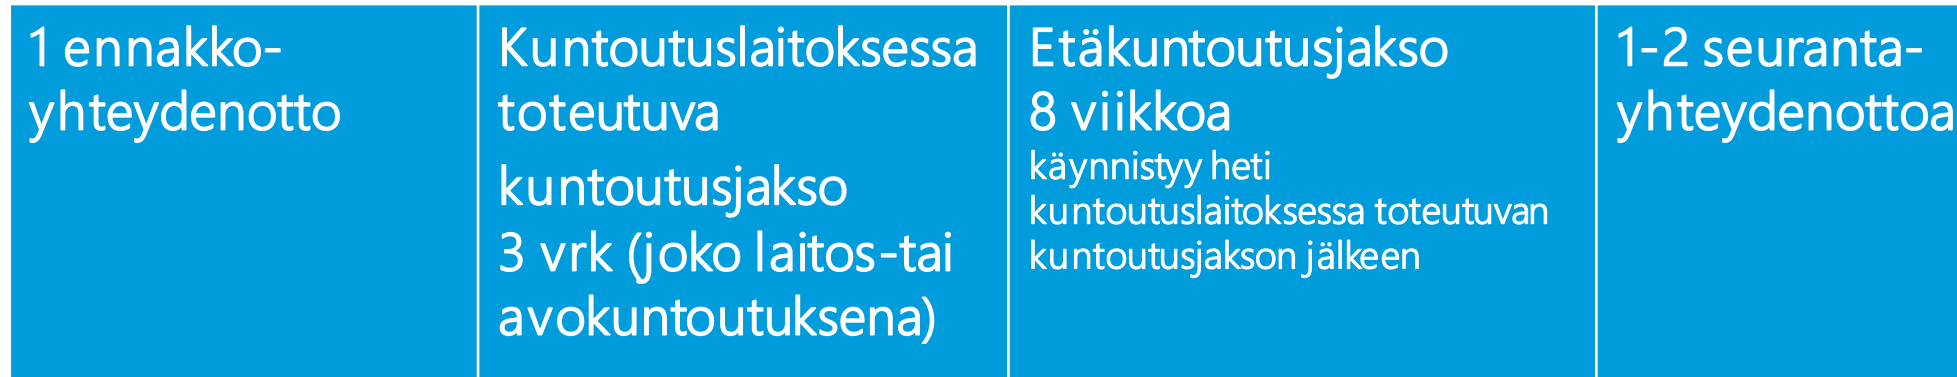 1 ennakko-
yhteydenotto
Kuntoutuslaitoksessa
toteutuva
kuntoutusjakso
3 vrk (joko laitos-tai
avokuntoutuksena)
Etäkuntoutusjakso
8 viikkoa
käynnistyy heti
kuntoutuslaitoksessa toteutuvan
kuntoutusjakson jälkeen
1-2 seuranta-
yhteydenottoa